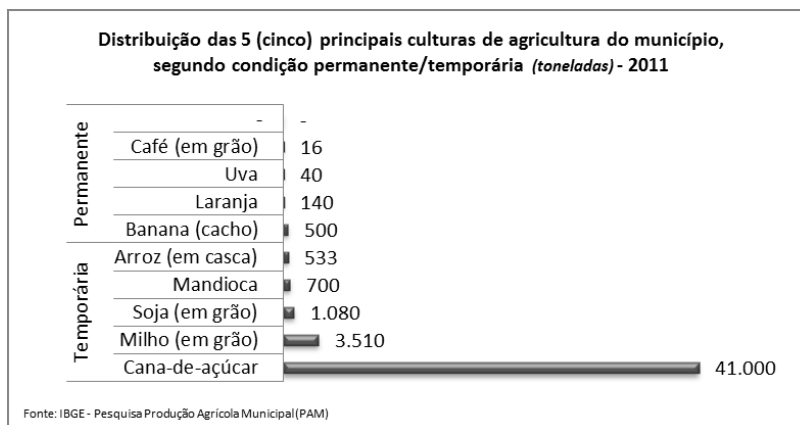 Distribuição das 5 (cinco) principais culturas de agricultura do município,
segundo condição permanente/temporária (toneladas) - 2011
Permanente
- -
Café (em grão) 16
Uva 40
Laranja 140
Banana (cacho) 500
Temporária
Arroz (em casca) 533
Mandioca 700
Soja (em grão) 1.080
Milho (em grão) 3.510
Cana-de-açúcar 41.000
Fonte: IBGE - Pesquisa Produção Agrícola Municipal (PAM)